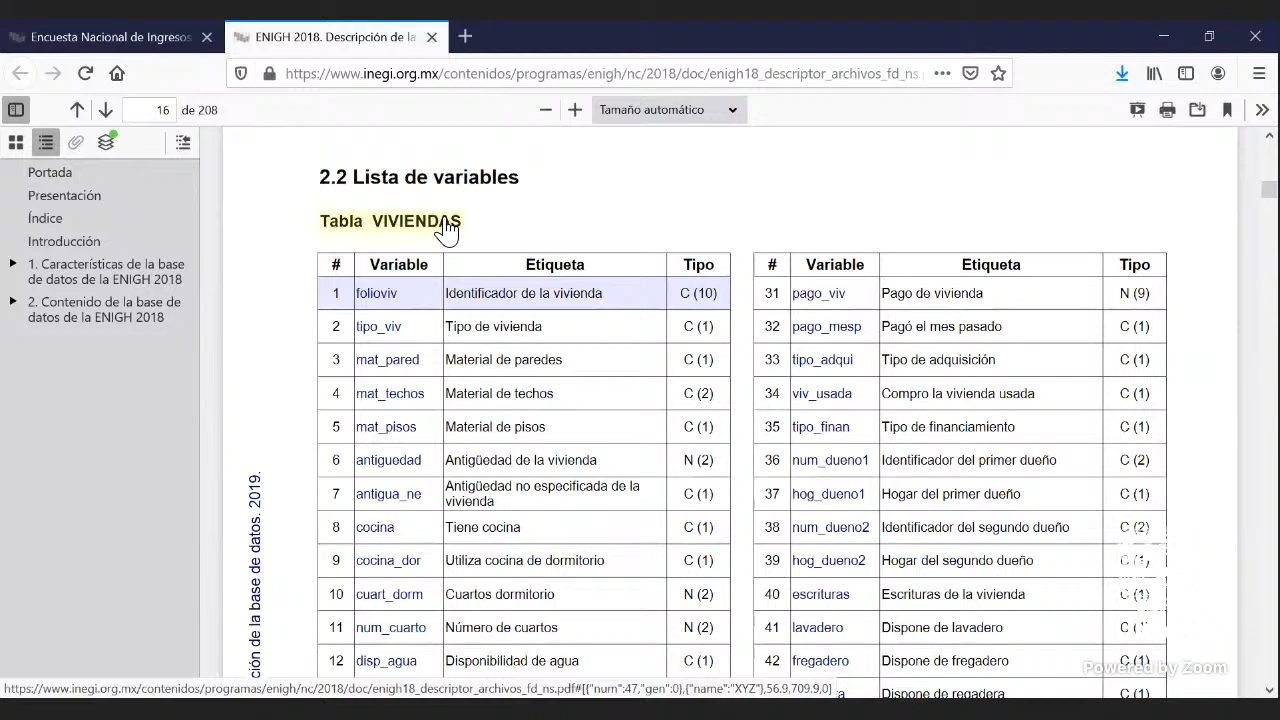 Encuesta Nacional de Ingresos
ENIGH 2018. Descripción de la
https://www.inegi.org.mx/contenidos/programas/enigh/nc/2018/doc/enigh18_descriptor_archivos_fd_ns.
16 de 208
Tamaño automático
Portada
Presentación
Índice
Introducción
1. Características de la base
de datos de la ENIGH 2018
2. Contenido de la base de
datos de la ENIGH 2018
2.2 Lista de variables
Tabla VIVIENDAS
# Variable Etiqueta Tipo
1 folioviv Identificador de la vivienda C (10)
2 tipo_viv Tipo de vivienda C (1)
3 mat_pared Material de paredes C (1)
4 mat_techos Material de techos C (2)
5 mat_pisos Material de pisos C (1)
6 antiguedad Antigüedad de la vivienda N (2)
7 antigua_ne Antigüedad no especificada de la
vivienda C (1)
8 cocina Tiene cocina C (1)
9 cocina_dor Utiliza cocina de dormitorio C (1)
10 cuart_dorm Cuartos dormitorio N (2)
11 num_cuarto Número de cuartos N (2)
12 disp_agua Disponibilidad de agua C (1)
# Variable Etiqueta Tipo
31 pago_viv Pago de vivienda N (9)
32 pago_mesp Pagó el mes pasado C (1)
33 tipo_adqui Tipo de adquisición C (1)
34 viv_usada Compro la vivienda usada C (1)
35 tipo_finan Tipo de financiamiento C (1)
36 num_dueno1 Identificador del primer dueño C (2)
37 hog_dueno1 Hogar del primer dueño C (1)
38 num_dueno2 Identificador del segundo dueño C (2)
39 hog_dueno2 Hogar del segundo dueño C (1)
40 escrituras Escrituras de la vivienda C (1)
41 lavadero Dispone de lavadero
42 fregadero Dispone de fregadero C (1)
Dispone de regadera C (1)
ción de la base de datos. 2019.
Powered by Zoom
https://www.inegi.org.mx/contenidos/programas/enigh/nc/2018/doc/enigh18_descriptor_archivos_fd_ns.pdf#[{"num":47,"gen":0},{"name":"XYZ"},56.9,709.9,0]